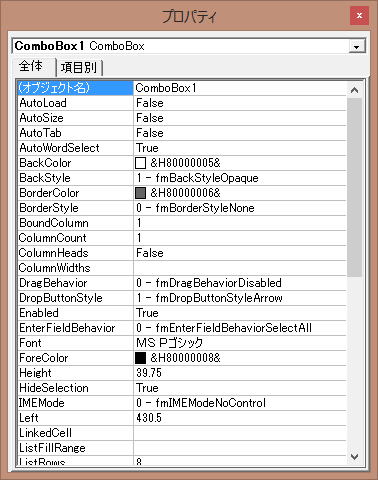 プロパティ
x
ComboBox1 ComboBox
全体 項目別
(オブジェクト名) ComboBox1
AutoLoad False
AutoSize False
AutoTab False
AutoWordSelect True
BackColor &H80000005&
BackStyle 1 - fmBackStyleOpaque
BorderColor &H80000006&
BorderStyle 0 - fmBorderStyleNone
BoundColumn 1
ColumnCount 1
ColumnHeads False
ColumnWidths
DragBehavior 0 - fmDragBehaviorDisabled
DropButtonStyle 1 - fmDropButtonStyleArrow
Enabled True
EnterFieldBehavior 0 - fmEnterFieldBehaviorSelectAll
Font ＭＳ Ｐゴシック
ForeColor &H80000008&
Height 39.75
HideSelection True
IMEMode 0 - fmIMEModeNoControl
Left 430.5
LinkedCell
ListFillRange
ListRows 8